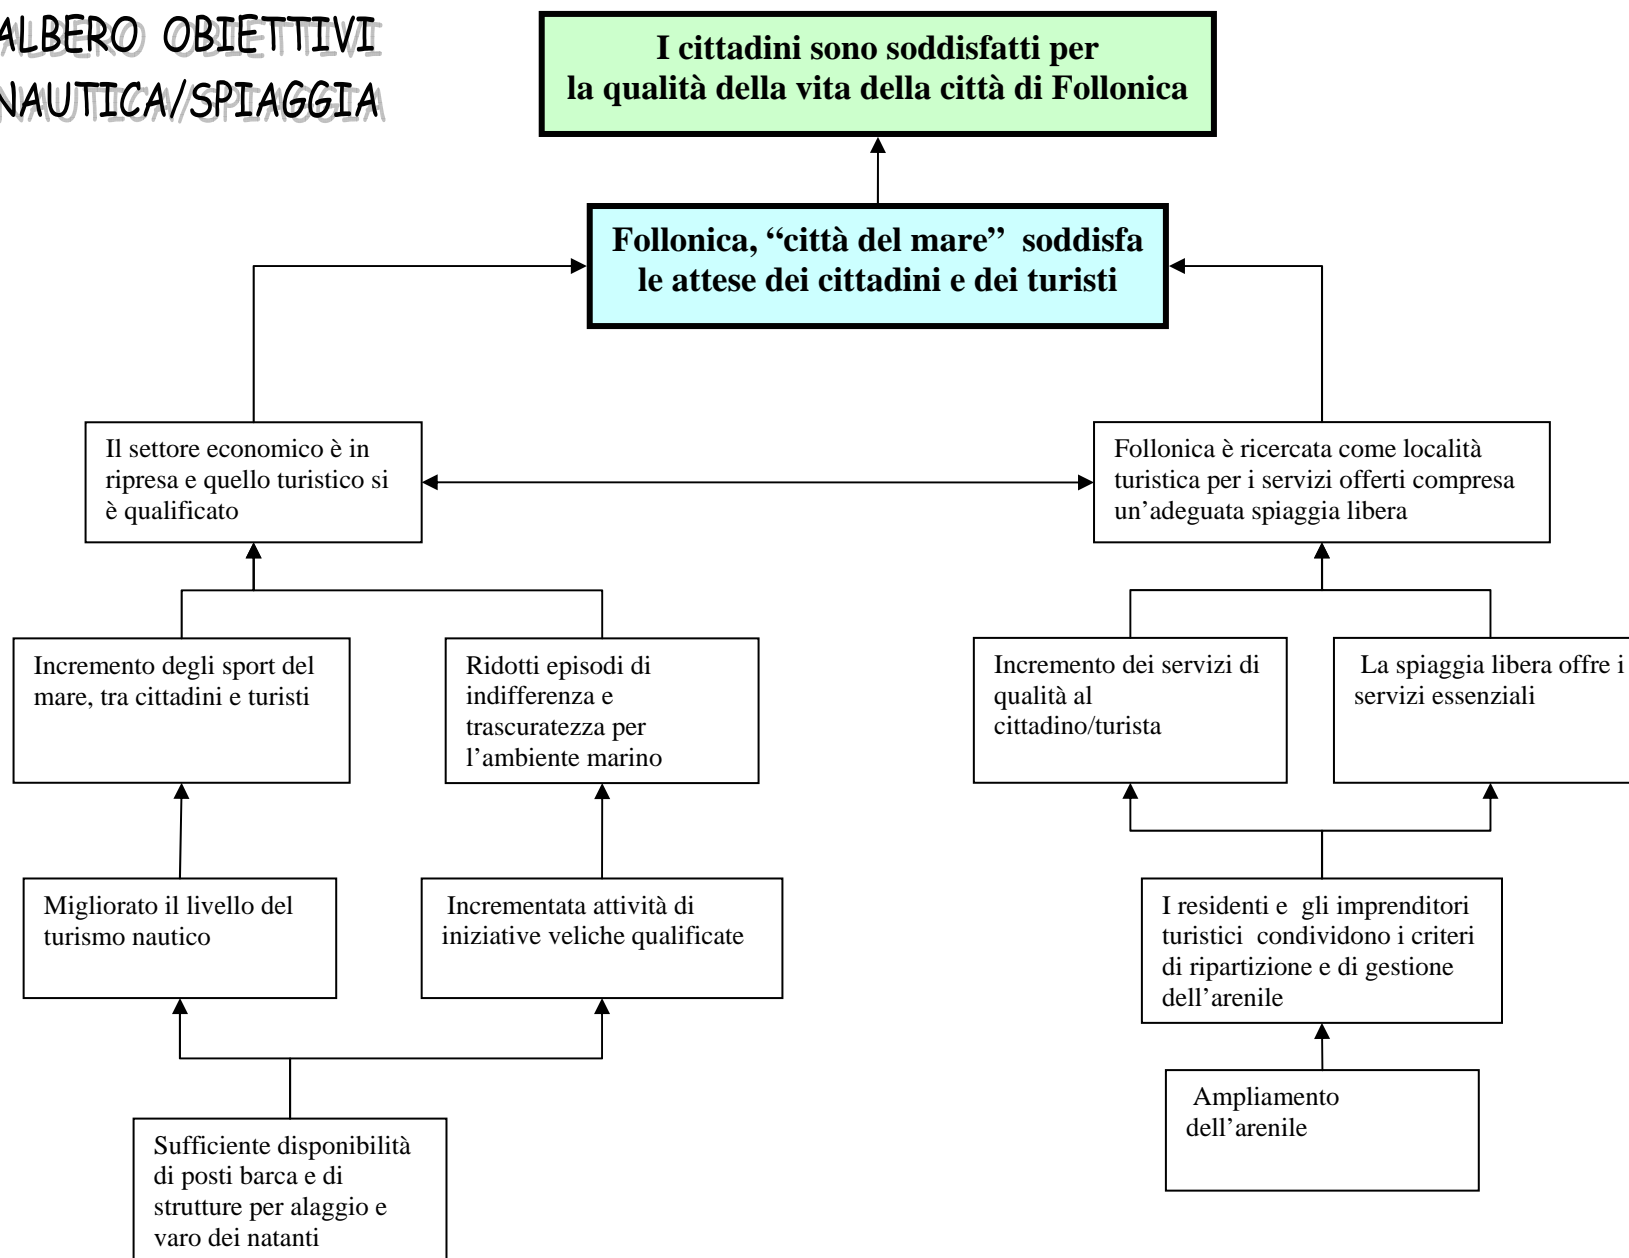 ALBERO OBIETTIVI
NAUTICA/SPIAGGIA
I cittadini sono soddisfatti per
la qualità della vita della città di Follonica
Follonica, “città del mare” soddisfa
le attese dei cittadini e dei turisti
Il settore economico è in
ripresa e quello turistico si
è qualificato
Follonica è ricercata come località
turistica per i servizi offerti compresa
un’adeguata spiaggia libera
Incremento degli sport del
mare, tra cittadini e turisti
Ridotti episodi di
indifferenza e
trascuratezza per
l’ambiente marino
Incremento dei servizi di
qualità al
cittadino/turista
La spiaggia libera offre i
servizi essenziali
Migliorato il livello del
turismo nautico
Incrementata attività di
iniziative veliche qualificate
I residenti e gli imprenditori
turistici condividono i criteri
di ripartizione e di gestione
dell’arenile
Sufficiente disponibilità
di posti barca e di
strutture per alaggio e
varo dei natanti
Ampliamento
dell’arenile